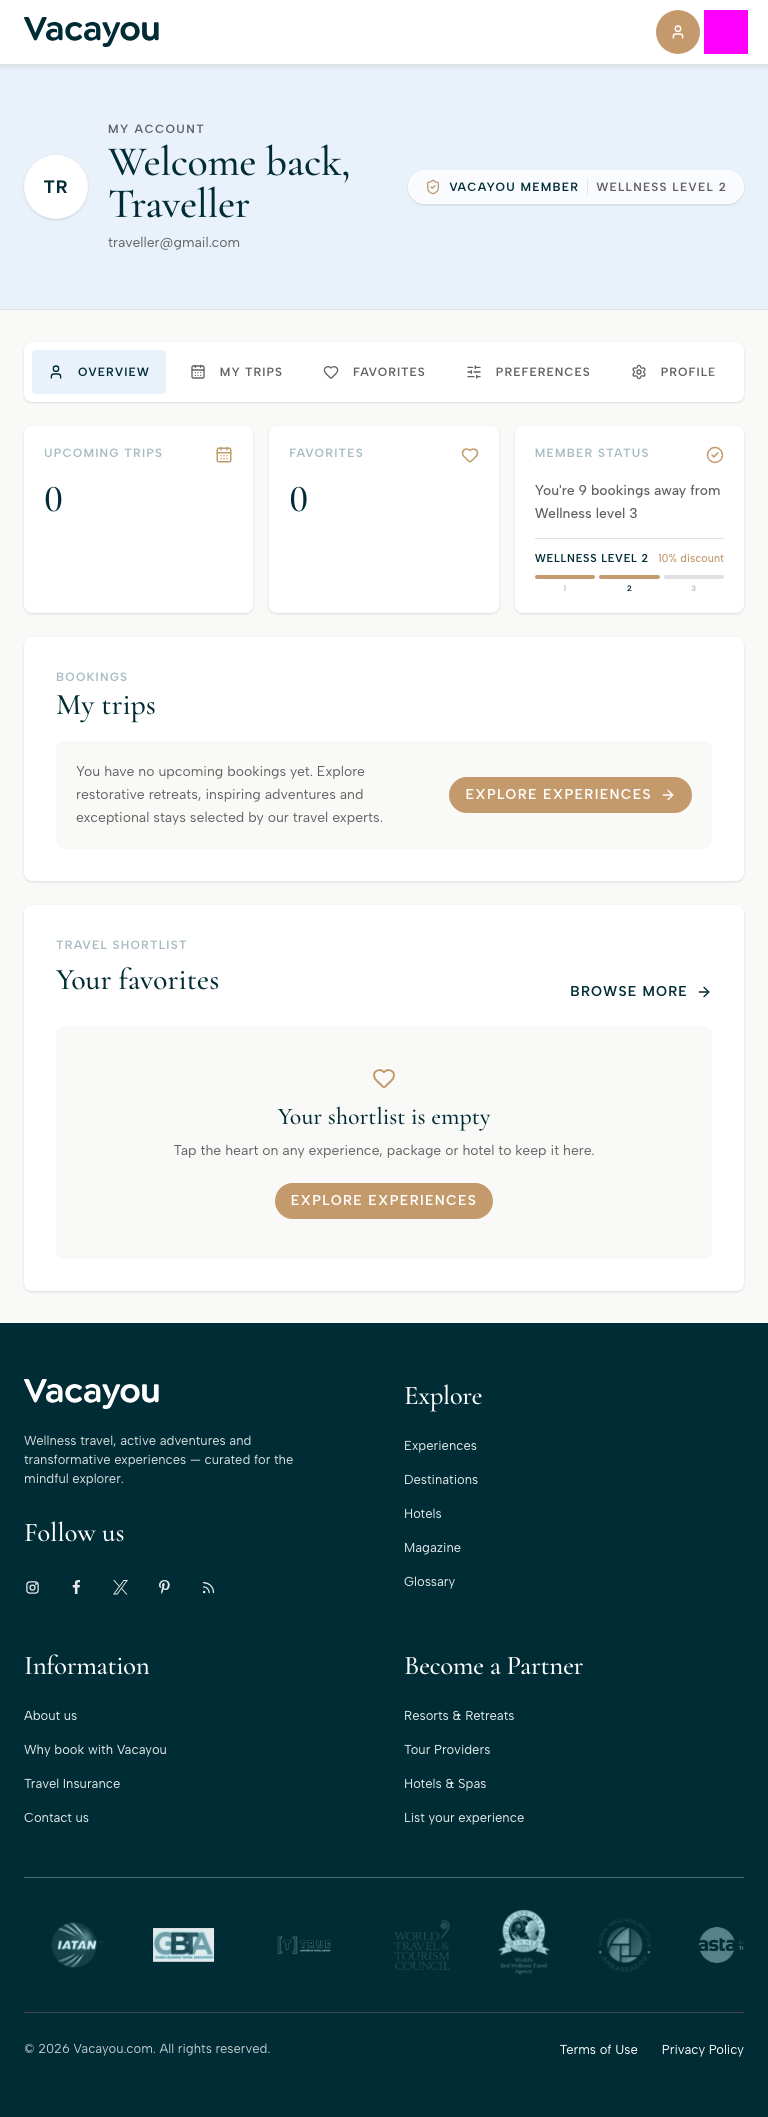 Vacayou
MY ACCOUNT
Welcome back,
Traveller
TR
traveller@gmail.com
VACAYOU MEMBER
WELLNESS LEVEL 2
OVERVIEW
MY TRIPS
FAVORITES
PREFERENCES
PROFILE
UPCOMING TRIPS
0
FAVORITES
0
MEMBER STATUS
You're 9 bookings away from
Wellness level 3
WELLNESS LEVEL 2 10% discount
1 2 3
BOOKINGS
My trips
You have no upcoming bookings yet. Explore
restorative retreats, inspiring adventures and
exceptional stays selected by our travel experts.
EXPLORE EXPERIENCES
TRAVEL SHORTLIST
Your favorites
BROWSE MORE
Your shortlist is empty
Tap the heart on any experience, package or hotel to keep it here.
EXPLORE EXPERIENCES
Vacayou
Wellness travel, active adventures and
transformative experiences — curated for the
mindful explorer.
Follow us
Explore
Experiences
Destinations
Hotels
Magazine
Glossary
Information
About us
Why book with Vacayou
Travel Insurance
Contact us
Become a Partner
Resorts & Retreats
Tour Providers
Hotels & Spas
List your experience
IATAN
GBTA
[T] TRUE
WORLD
TRAVEL &
TOURISM
COUNCIL
WINNER
World's
Best Wellness Travel
Agency
asta
© 2026 Vacayou.com. All rights reserved.
Terms of Use
Privacy Policy